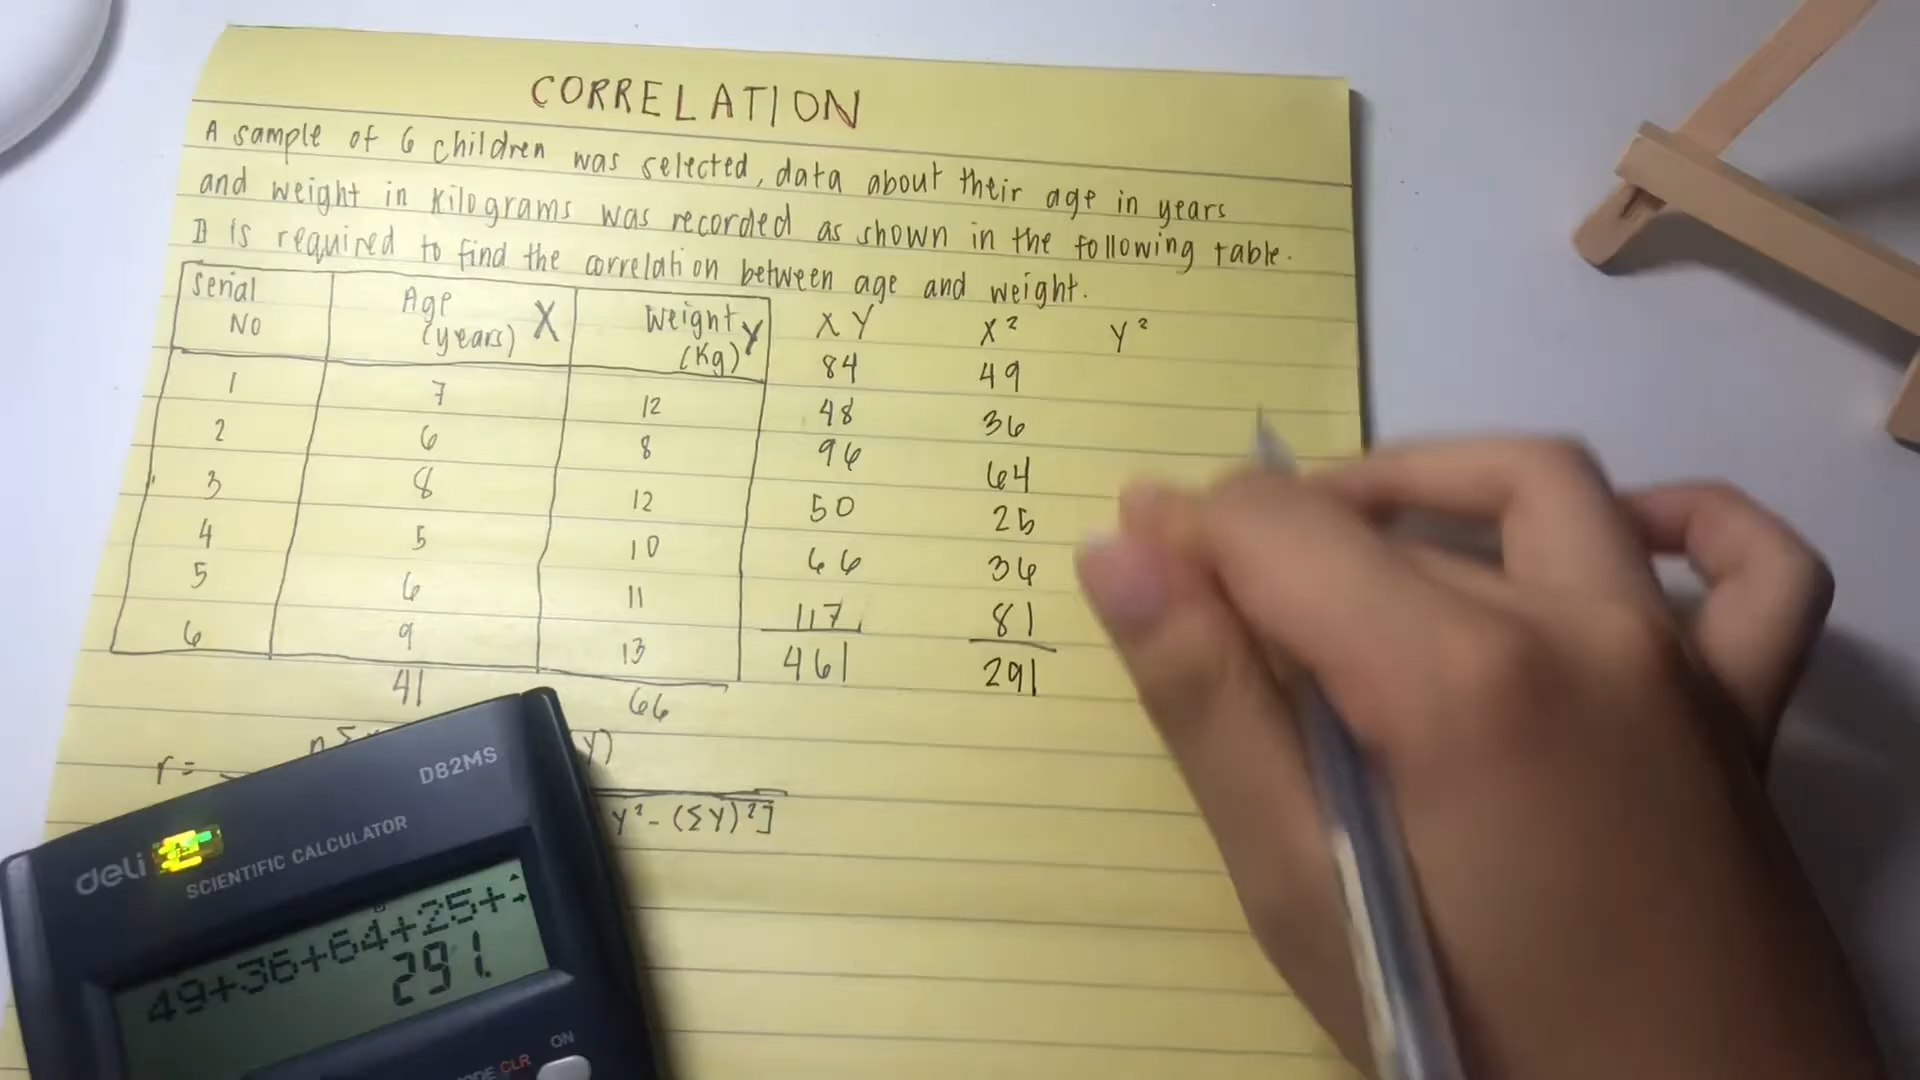 CORRELATION
A sample of 6 children was selected, data about their age in years
and weight in kilograms was recorded as shown in the following table.
It is required to find the correlation between age and weight.
Serial No Age (years) X Weight (Kg) Y XY X² Y²
1 7 12 84 49
2 6 8 48 36
3 8 12 96 64
4 5 10 50 25
5 6 11 66 36
6 9 13 117 81
41 66 461 291
r = n Σ Y)
Y² - (ΣY)²]
D82MS
deli SCIENTIFIC CALCULATOR
49+36+64+25+
291.
ON
CLR